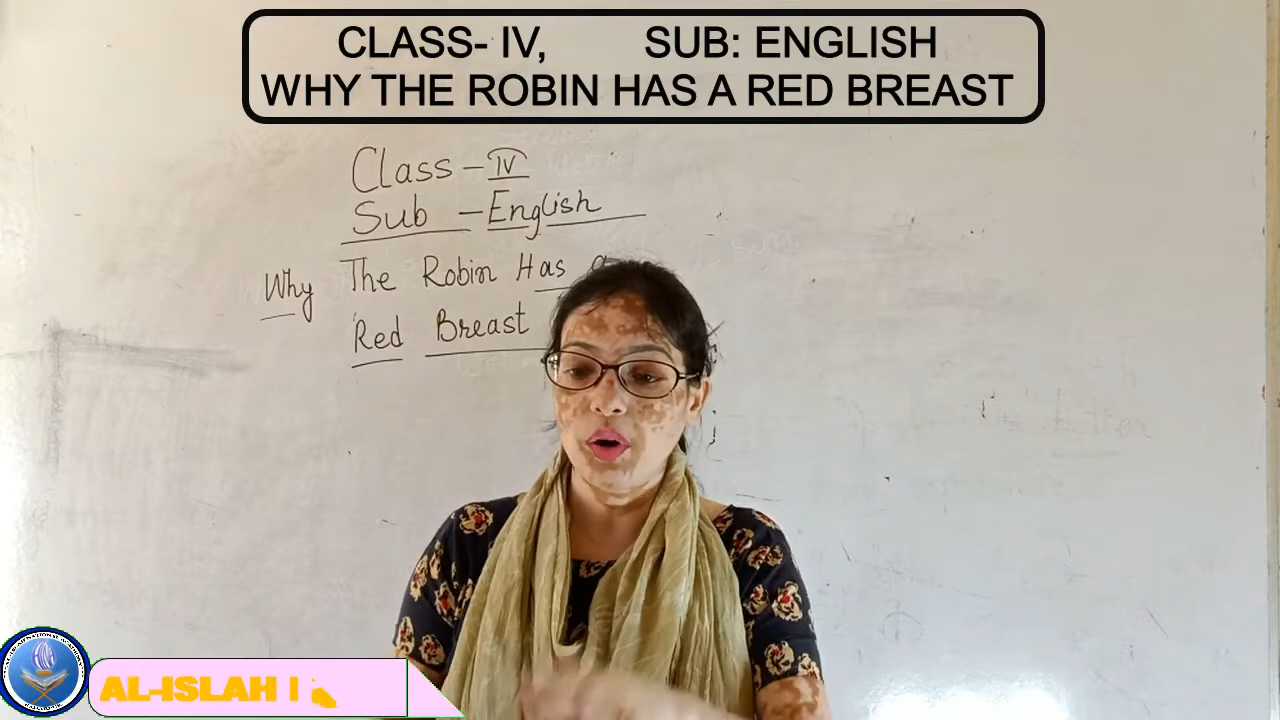 CLASS- IV, SUB: ENGLISH
WHY THE ROBIN HAS A RED BREAST
Class - IV
Sub - English
Why The Robin Has a
Red Breast
AL-ISLAH I